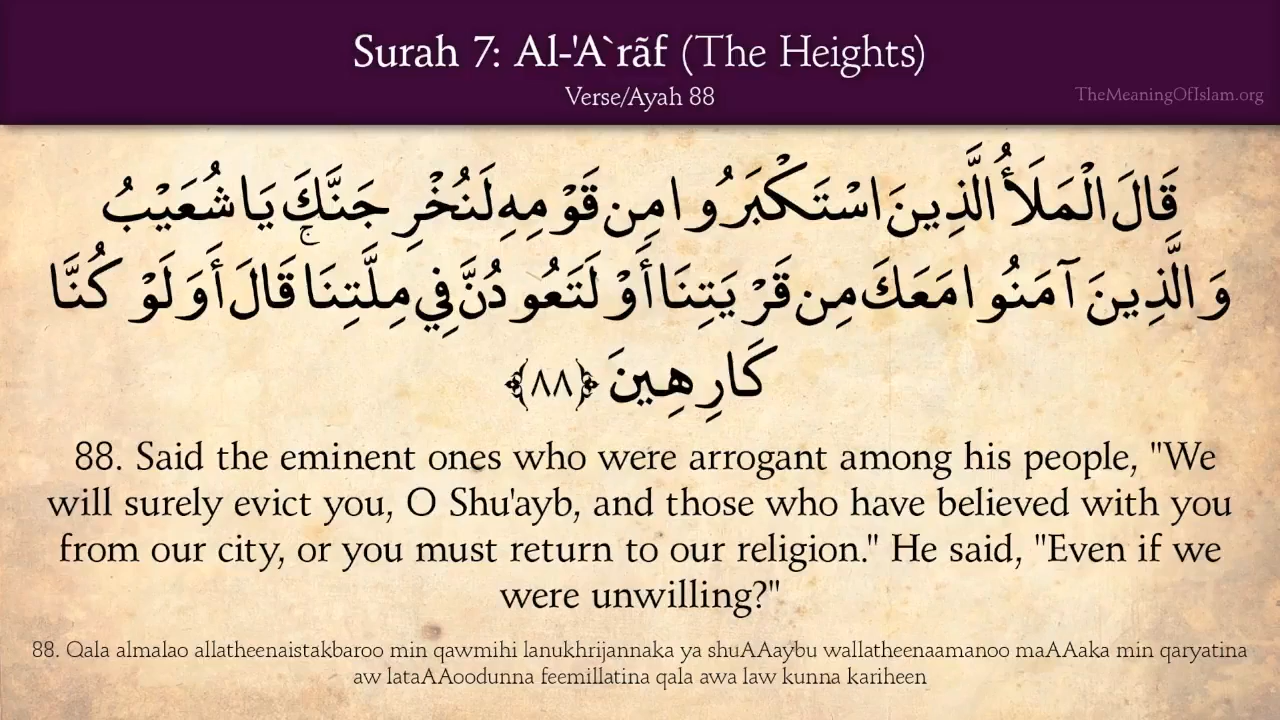 Surah 7: Al-'A`rãf (The Heights)
Verse/Ayah 88
TheMeaningOfIslam.org
قَالَ الْمَلَأُ الَّذِينَ اسْتَكْبَرُوا مِن قَوْمِهِ لَنُخْرِجَنَّكَ يَا شُعَيْبُ
وَالَّذِينَ آمَنُوا مَعَكَ مِن قَرْيَتِنَا أَوْ لَتَعُودُنَّ فِي مِلَّتِنَا ۚ قَالَ أَوَلَوْ كُنَّا
كَارِهِينَ ﴿٨٨﴾
88. Said the eminent ones who were arrogant among his people, "We
will surely evict you, O Shu'ayb, and those who have believed with you
from our city, or you must return to our religion." He said, "Even if we
were unwilling?"
88. Qala almalao allatheenaistakbaroo min qawmihi lanukhrijannaka ya shuAAaybu wallatheenaamanoo maAAaka min qaryatina
aw lataAAoodunna feemillatina qala awa law kunna kariheen